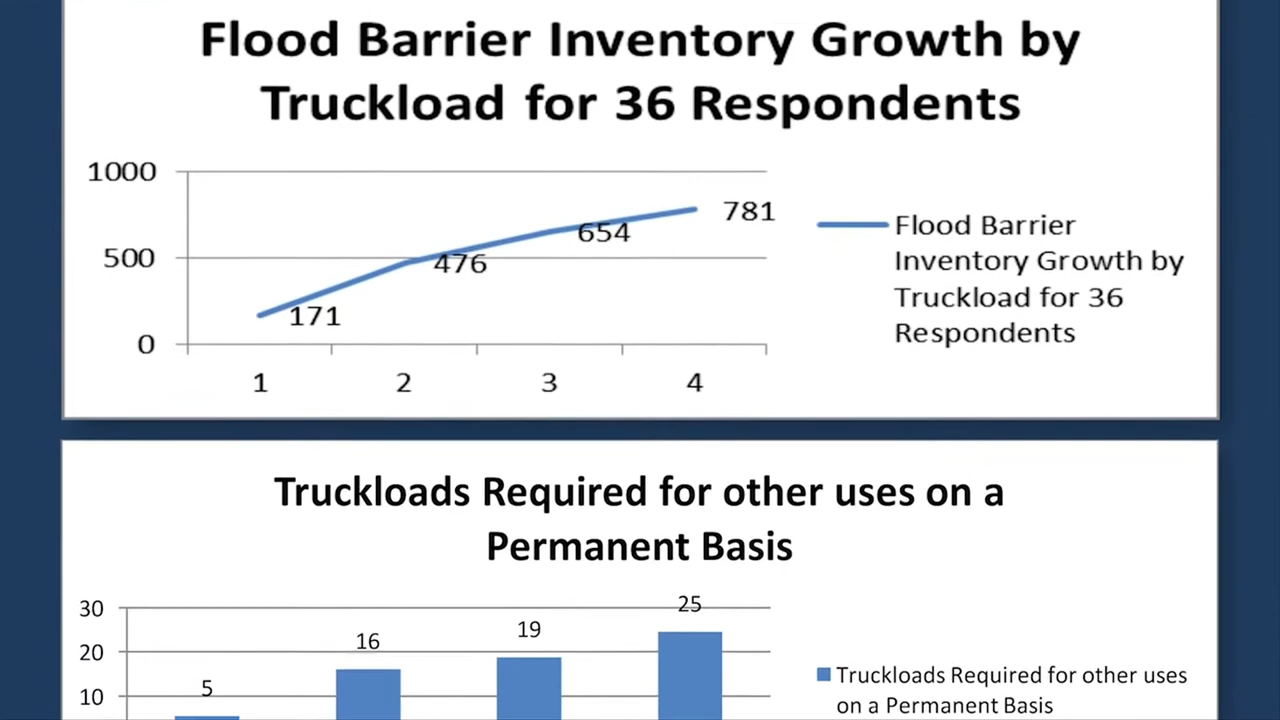 Flood Barrier Inventory Growth by
Truckload for 36 Respondents
1000
500
0
171
476
654
781
1
2
3
4
Flood Barrier
Inventory Growth by
Truckload for 36
Respondents
Truckloads Required for other uses on a
Permanent Basis
30
20
10
5
16
19
25
Truckloads Required for other uses
on a Permanent Basis